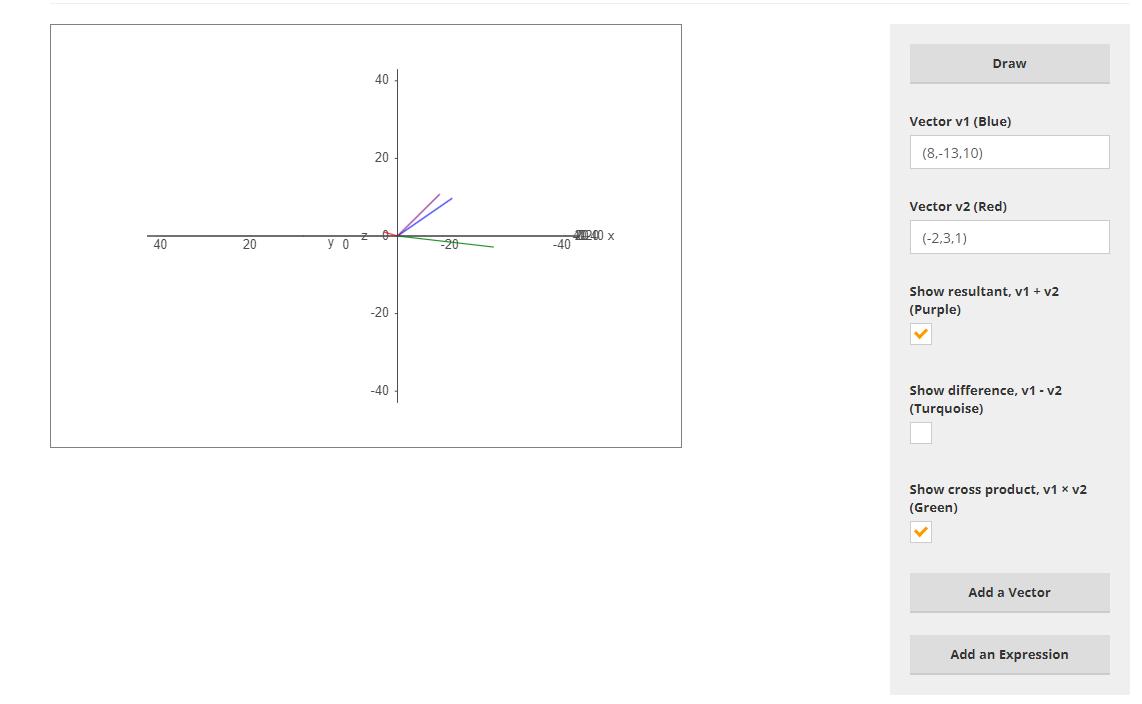 40
20
z
0
40
20
y 0
-20
-40
x
-20
-40
Draw
Vector v1 (Blue)
(8,-13,10)
Vector v2 (Red)
(-2,3,1)
Show resultant, v1 + v2
(Purple)
Show difference, v1 - v2
(Turquoise)
Show cross product, v1 × v2
(Green)
Add a Vector
Add an Expression